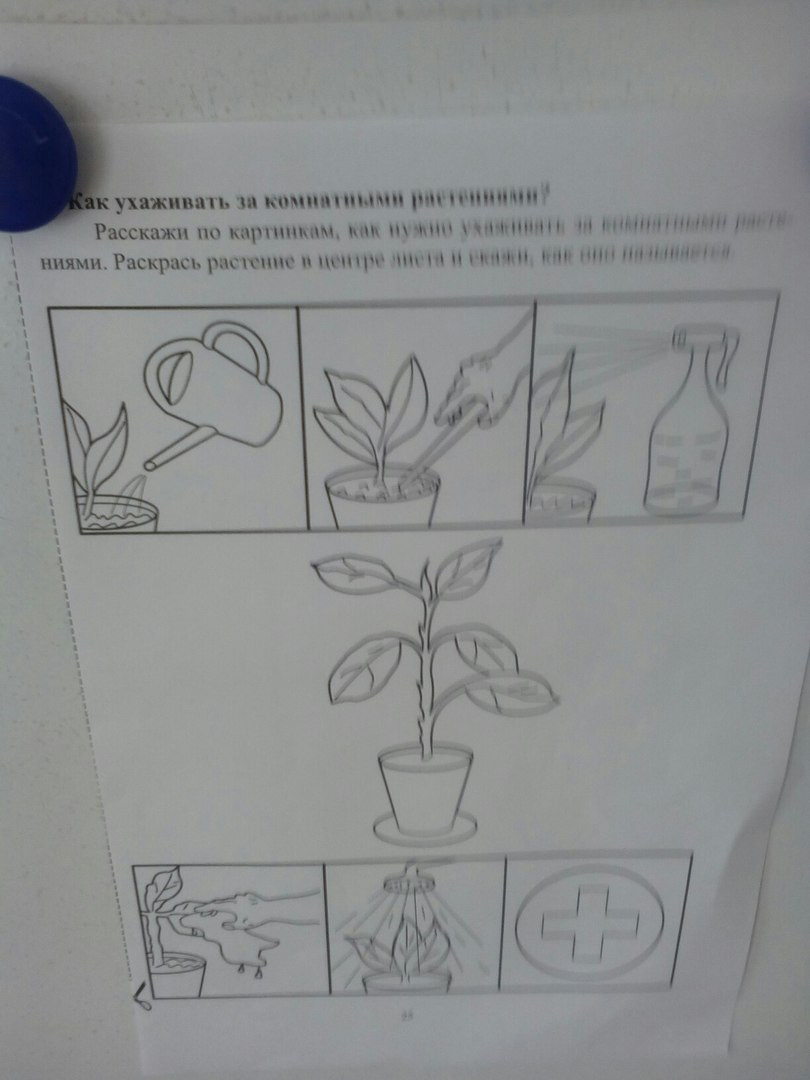 Как ухаживать за комнатными растениями?
Расскажи по картинкам, как нужно ухаживать за комнатными расте-
ниями. Раскрась растение в центре листа и скажи, как оно называется.